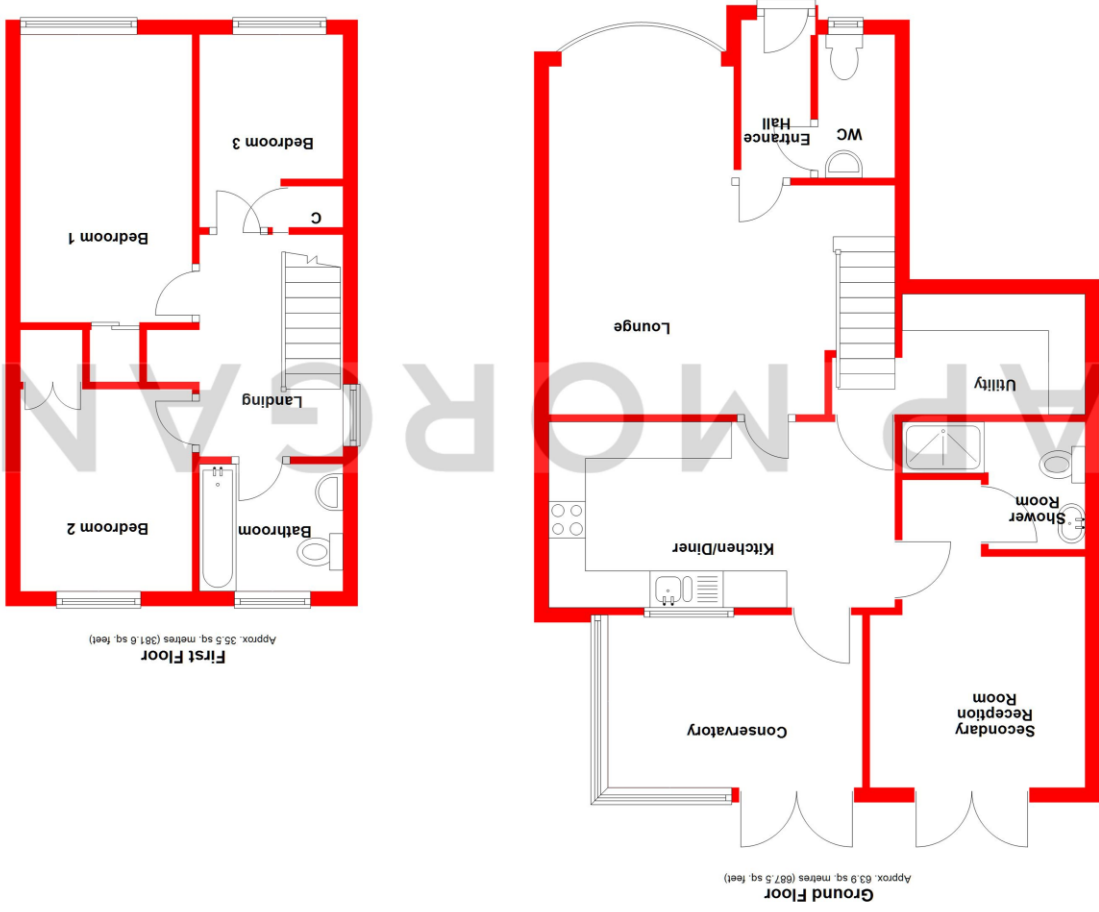 Ground Floor
Approx. 63.9 sq. metres (687.5 sq. feet)
Secondary
Reception
Room
Conservatory
Shower
Room
Kitchen/Diner
Utility
Lounge
WC
Entrance
Hall
First Floor
Approx. 35.5 sq. metres (381.6 sq. feet)
Bathroom
Bedroom 2
Landing
Bedroom 1
C
Bedroom 3
AP MORGAN